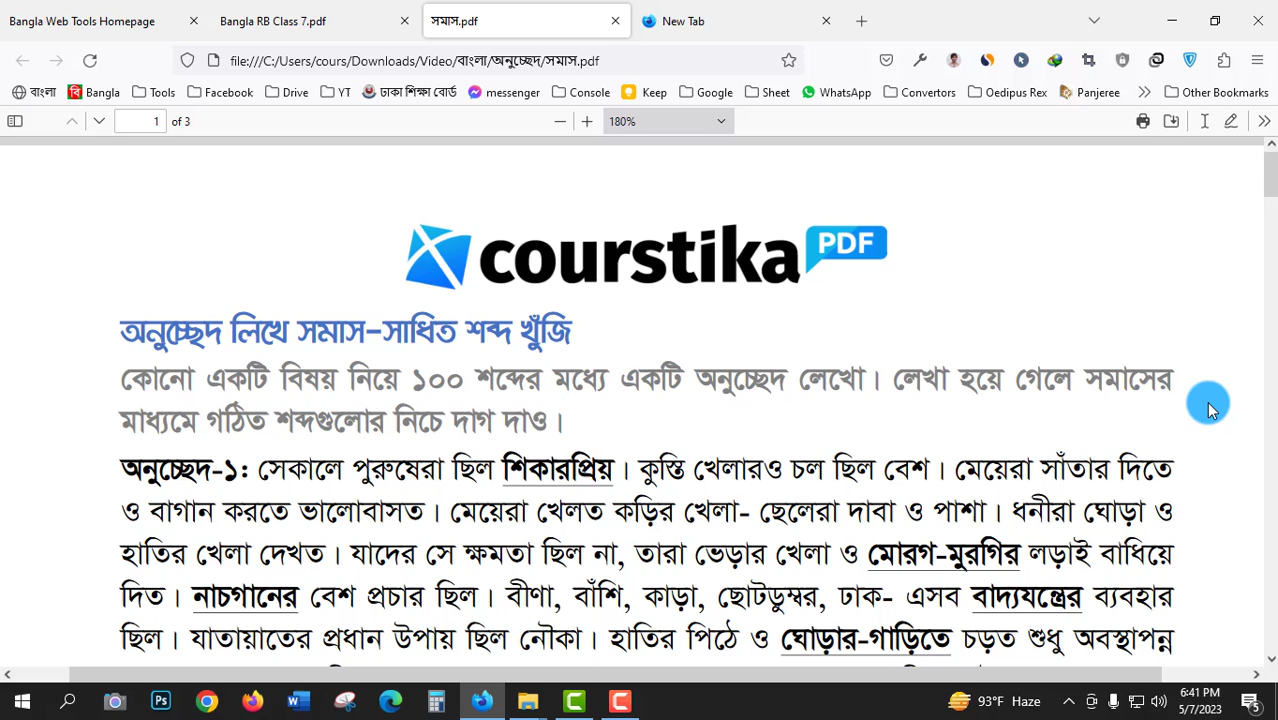 Bangla Web Tools Homepage
Bangla RB Class 7.pdf
সমাস.pdf
New Tab
file:///C:/Users/cours/Downloads/Video/বাংলা/অনুচ্ছেদ/সমাস.pdf
বাংলা
Bangla
Tools
Facebook
Drive
YT
ঢাকা শিক্ষা বোর্ড
messenger
Console
Keep
Google
Sheet
WhatsApp
Convertors
Oedipus Rex
Panjeree
Other Bookmarks
1 of 3
180%
courstika PDF
অনুচ্ছেদ লিখে সমাস-সাধিত শব্দ খুঁজি
কোনো একটি বিষয় নিয়ে ১০০ শব্দের মধ্যে একটি অনুচ্ছেদ লেখো। লেখা হয়ে গেলে সমাসের
মাধ্যমে গঠিত শব্দগুলোর নিচে দাগ দাও।
অনুচ্ছেদ-১: সেকালে পুরুষেরা ছিল শিকারপ্রিয়। কুস্তি খেলারও চল ছিল বেশ। মেয়েরা সাঁতার দিতে
ও বাগান করতে ভালোবাসত। মেয়েরা খেলত কড়ির খেলা- ছেলেরা দাবা ও পাশা। ধনীরা ঘোড়া ও
হাতির খেলা দেখত। যাদের সে ক্ষমতা ছিল না, তারা ভেড়ার খেলা ও মোরগ-মুরগির লড়াই বাধিয়ে
দিত। নাচগানের বেশ প্রচার ছিল। বীণা, বাঁশি, কাড়া, ছোটডুম্বর, ঢাক- এসব বাদ্যযন্ত্রের ব্যবহার
ছিল। যাতায়াতের প্রধান উপায় ছিল নৌকা। হাতির পিঠে ও ঘোড়ার-গাড়িতে চড়ত শুধু অবস্থাপন্ন
93°F Haze
6:41 PM
5/7/2023
5